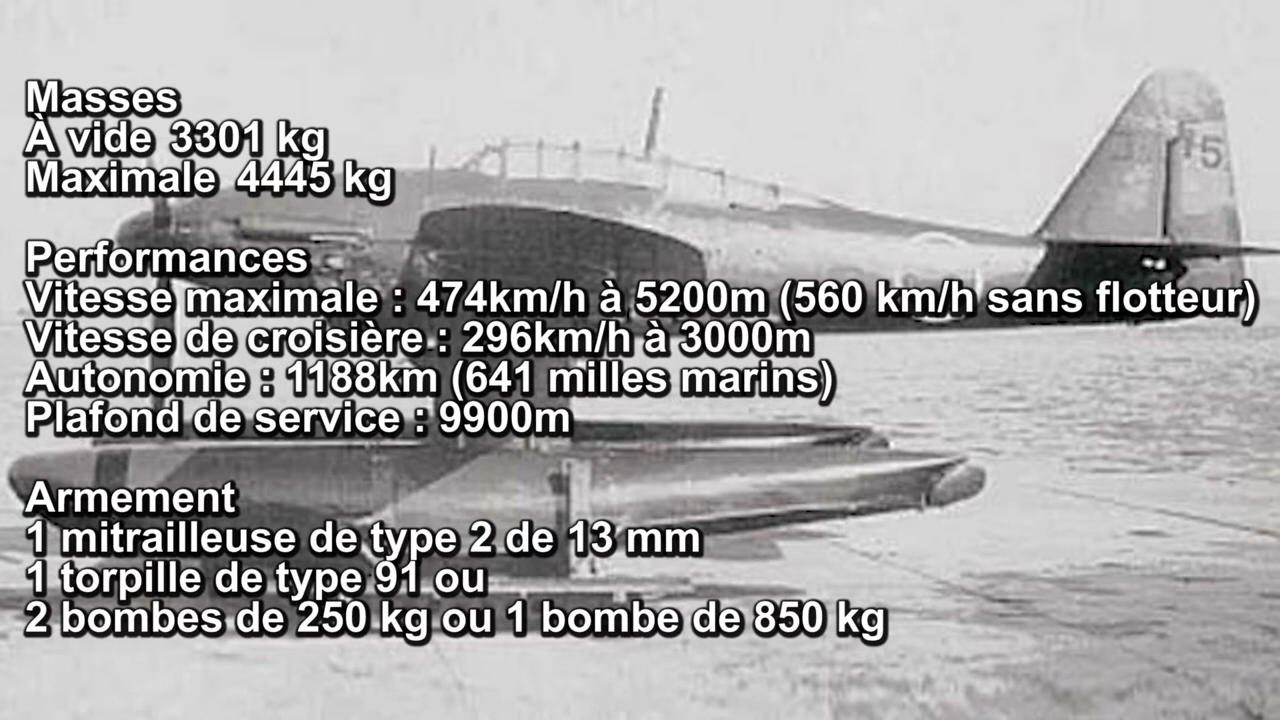 Masses
À vide 3301 kg
Maximale 4445 kg
Performances
Vitesse maximale : 474km/h à 5200m (560 km/h sans flotteur)
Vitesse de croisière : 296km/h à 3000m
Autonomie : 1188km (641 milles marins)
Plafond de service : 9900m
Armement
1 mitrailleuse de type 2 de 13 mm
1 torpille de type 91 ou
2 bombes de 250 kg ou 1 bombe de 850 kg